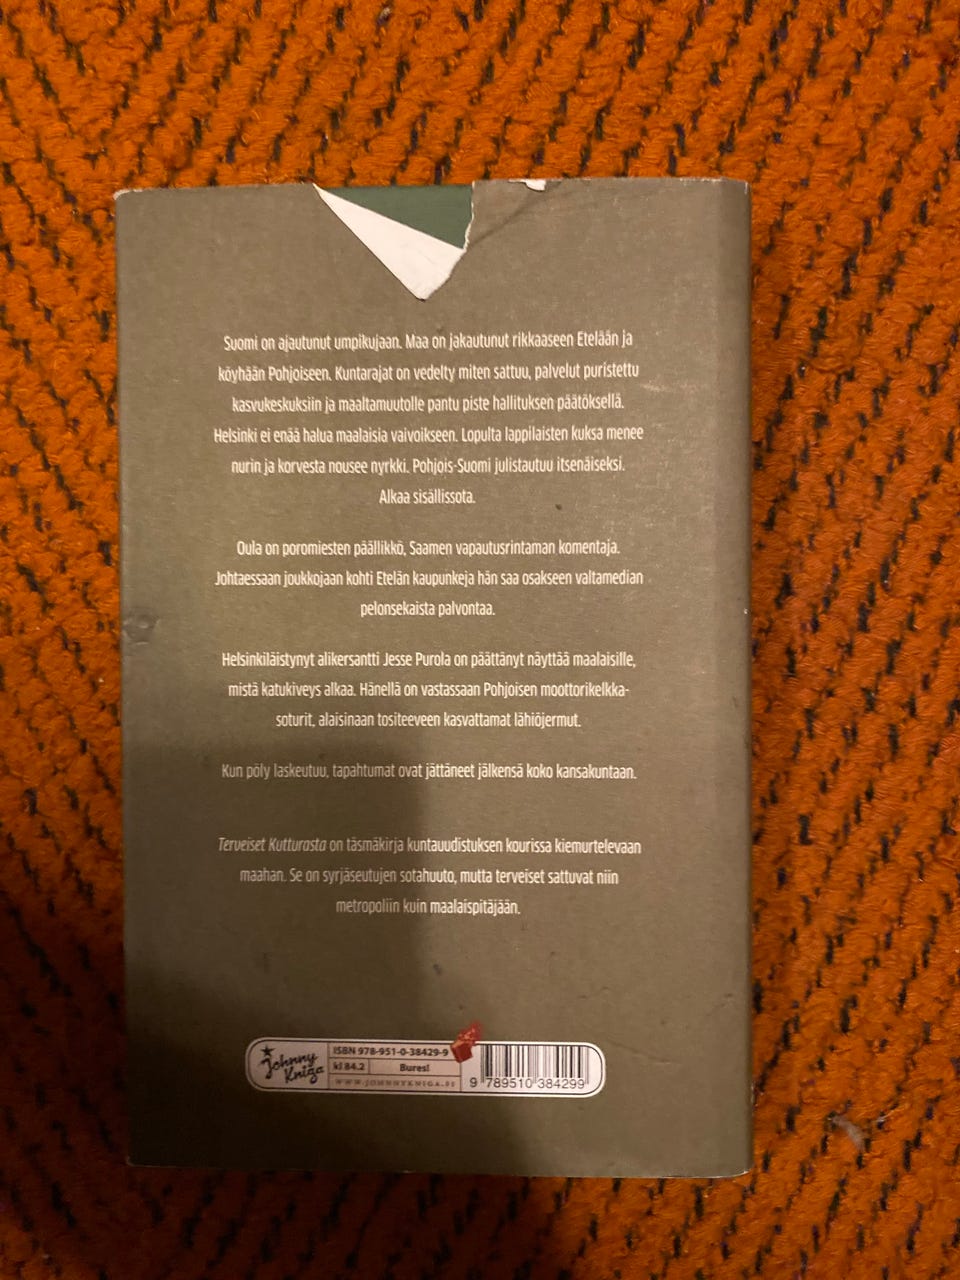 Suomi on ajautunut umpikujaan. Maa on jakautunut rikkaaseen Etelään ja
köyhään Pohjoiseen. Kuntarajat on vedelty miten sattuu, palvelut puristettu
kasvukeskuksiin ja maaltamuutolle pantu piste hallituksen päätöksellä.
Helsinki ei enää halua maalaisia vaivoikseen. Lopulta lappilaisten kuksa menee
nurin ja korvesta nousee nyrkki. Pohjois-Suomi julistautuu itsenäiseksi.
Alkaa sisällissota.
Oula on poromiesten päällikkö, Saamen vapautusrintaman komentaja.
Johtaessaan joukkojaan kohti Etelän kaupunkeja hän saa osakseen valtamedian
pelonsekaista palvontaa.
Helsinkiläistynyt alikersantti Jesse Purola on päättänyt näyttää maalaisille,
mistä katukiveys alkaa. Hänellä on vastassaan Pohjoisen moottorikelkka-
soturit, alaisinaan tositeeveen kasvattamat lähiöjermut.
Kun pöly laskeutuu, tapahtumat ovat jättäneet jälkensä koko kansakuntaan.
Terveiset Kutturasta on täsmäkirja kuntauudistuksen kourissa kiemurtelevaan
maahan. Se on syrjäseutujen sotahuuto, mutta terveiset sattuvat niin
metropoliin kuin maalaispitäjään.
Johnny
Kniga
ISBN 978-951-0-38429-9
kl 84.2 Buresi
WWW.JOHNNYKNIGA.FI
9 789510 384299